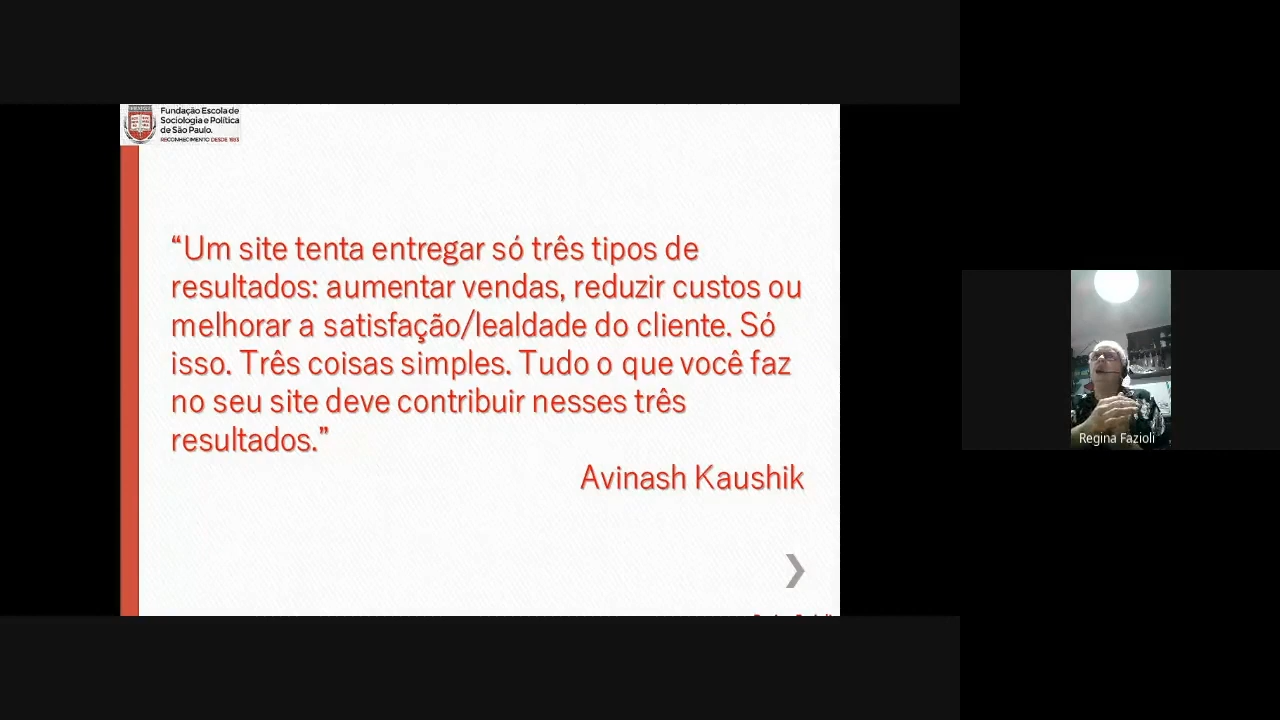 Fundação Escola de
Sociologia e Política
de São Paulo.
RECONHECIMENTO DESDE 1933
“Um site tenta entregar só três tipos de
resultados: aumentar vendas, reduzir custos ou
melhorar a satisfação/lealdade do cliente. Só
isso. Três coisas simples. Tudo o que você faz
no seu site deve contribuir nesses três
resultados.”
Avinash Kaushik
Regina Fazioli